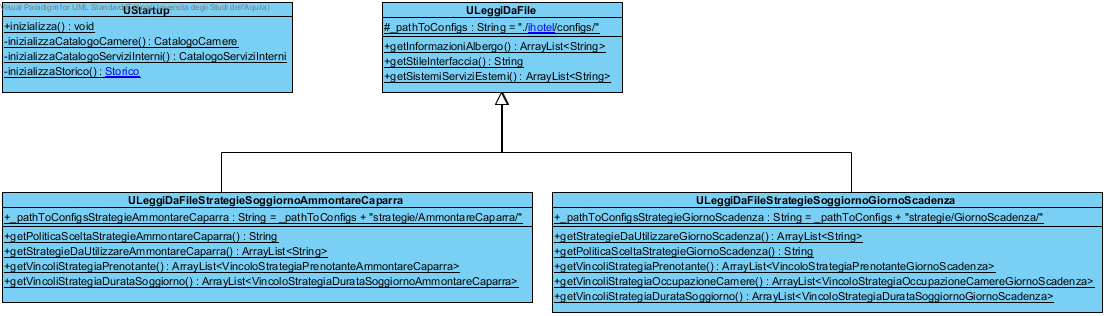 Visual Paradigm for UML Standard Edition(Universita degli Studi dell'Aquila)
UStartup
+inizializza() : void
-inizializzaCatalogoCamere() : CatalogoCamere
-inizializzaCatalogoServiziInterni() : CatalogoServiziInterni
-inizializzaStorico() : Storico
ULeggiDaFile
#_pathToConfigs : String = "./ihotel/configs/"
+getInformazioniAlbergo() : ArrayList<String>
+getStileInterfaccia() : String
+getSistemiServiziEsterni() : ArrayList<String>
ULeggiDaFileStrategieSoggiornoAmmontareCaparra
+_pathToConfigsStrategieAmmontareCaparra : String = _pathToConfigs + "strategie/AmmontareCaparra/"
+getPoliticaSceltaStrategieAmmontareCaparra() : String
+getStrategieDaUtilizzareAmmontareCaparra() : ArrayList<String>
+getVincoliStrategiaPrenotante() : ArrayList<VincoloStrategiaPrenotanteAmmontareCaparra>
+getVincoliStrategiaDurataSoggiorno() : ArrayList<VincoloStrategiaDurataSoggiornoAmmontareCaparra>
ULeggiDaFileStrategieSoggiornoGiornoScadenza
+_pathToConfigsStrategieGiornoScadenza : String = _pathToConfigs + "strategie/GiornoScadenza/"
+getStrategieDaUtilizzareGiornoScadenza() : ArrayList<String>
+getPoliticaSceltaStrategieGiornoScadenza() : String
+getVincoliStrategiaPrenotante() : ArrayList<VincoloStrategiaPrenotanteGiornoScadenza>
+getVincoliStrategiaOccupazioneCamere() : ArrayList<VincoloStrategiaOccupazioneCamereGiornoScadenza>
+getVincoliStrategiaDurataSoggiorno() : ArrayList<VincoloStrategiaDurataSoggiornoGiornoScadenza>